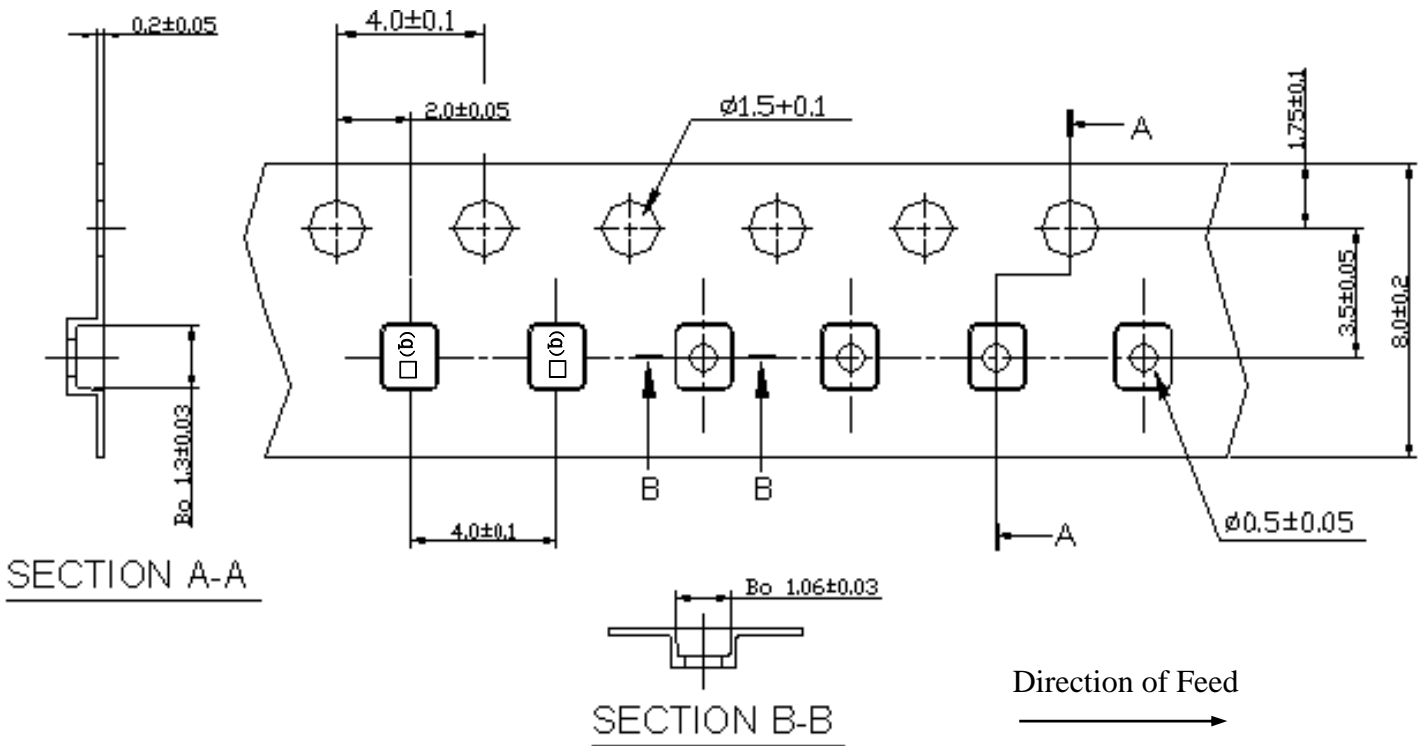 0.2±0.05
4.0±0.1
2.0±0.05
ø1.5+0.1
A
1.75±0.1
3.5±0.05
8.0±0.2
□(b)
□(b)
Bo 1.3±0.03
B
B
4.0±0.1
A
ø0.5±0.05
SECTION A-A
Bo 1.06±0.03
SECTION B-B
Direction of Feed